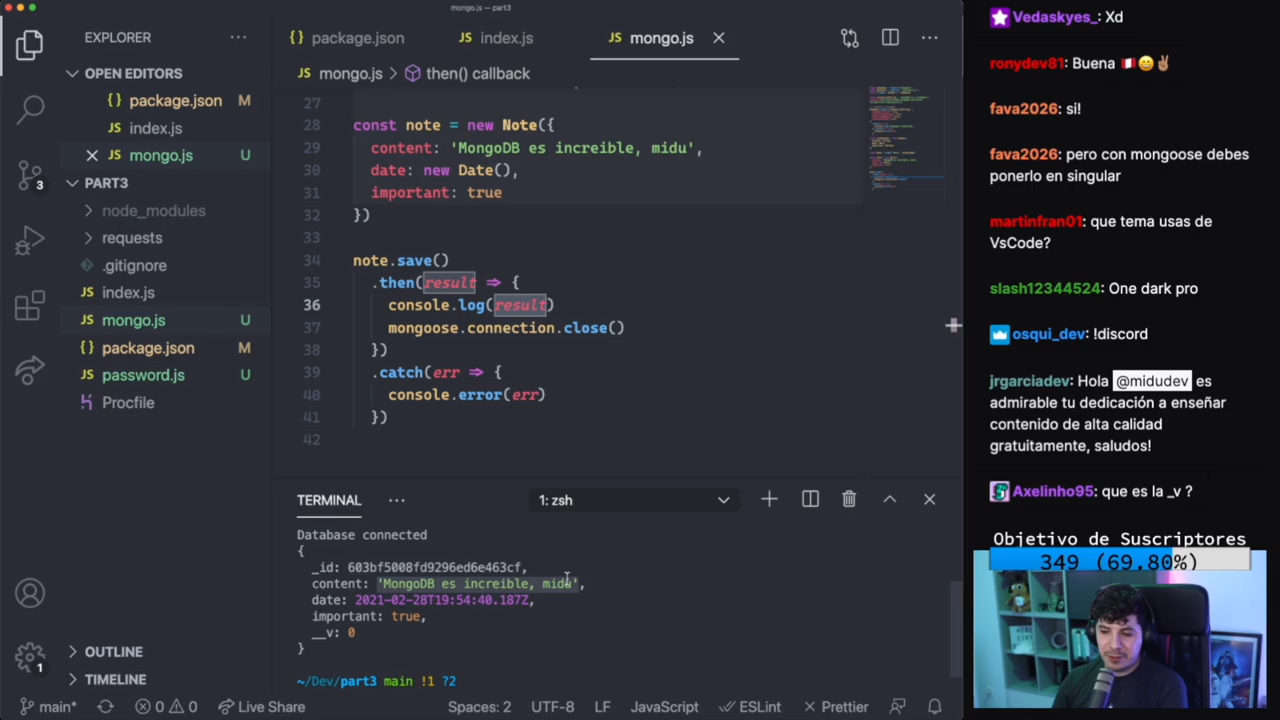 mongo.js — part3
EXPLORER
OPEN EDITORS
package.json M
index.js
mongo.js U
PART3
node_modules
requests
.gitignore
index.js
mongo.js U
package.json M
password.js U
Procfile
OUTLINE
TIMELINE
3
1
package.json
index.js
mongo.js
mongo.js > then() callback
27
28 const note = new Note({
29 content: 'MongoDB es increible, midu',
30 date: new Date(),
31 important: true
32 })
33
34 note.save()
35 .then(result => {
36 console.log(result)
37 mongoose.connection.close()
38 })
39 .catch(err => {
40 console.error(err)
41 })
42
TERMINAL
1: zsh
Database connected
{
_id: 603bf5008fd9296ed6e463cf,
content: 'MongoDB es increible, midu',
date: 2021-02-28T19:54:40.187Z,
important: true,
__v: 0
}
~/Dev/part3 main !1 ?2
main* 0 0 Live Share Spaces: 2 UTF-8 LF JavaScript ESLint Prettier
Vedaskyes_: Xd
ronydev81: Buena 🇵🇪😄✌🏽
fava2026: si!
fava2026: pero con mongoose debes
ponerlo en singular
martinfran01: que tema usas de
VsCode?
slash12344524: One dark pro
osqui_dev: !discord
jrgarciadev: Hola @midudev es
admirable tu dedicación a enseñar
contenido de alta calidad
gratuitamente, saludos!
Axelinho95: que es la _v ?
Objetivo de Suscriptores
349 (69.80%)